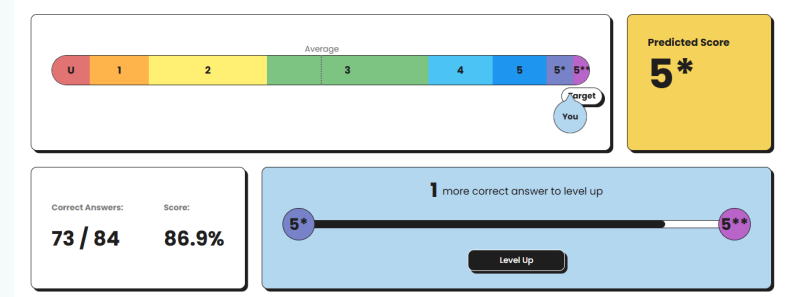 Average
U 1 2 3 4 5 5* 5**
Target
You
Predicted Score
5*
Correct Answers:
73 / 84
Score:
86.9%
1 more correct answer to level up
5* 5**
Level Up